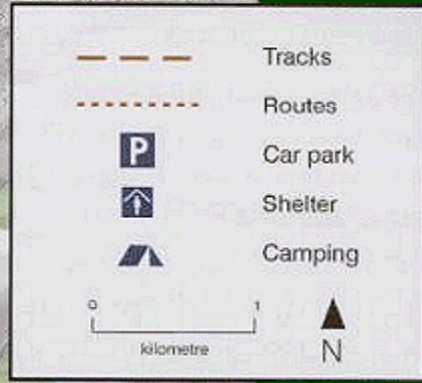 Tracks
Routes
P Car park
Shelter
Camping
0 1
kilometre
N